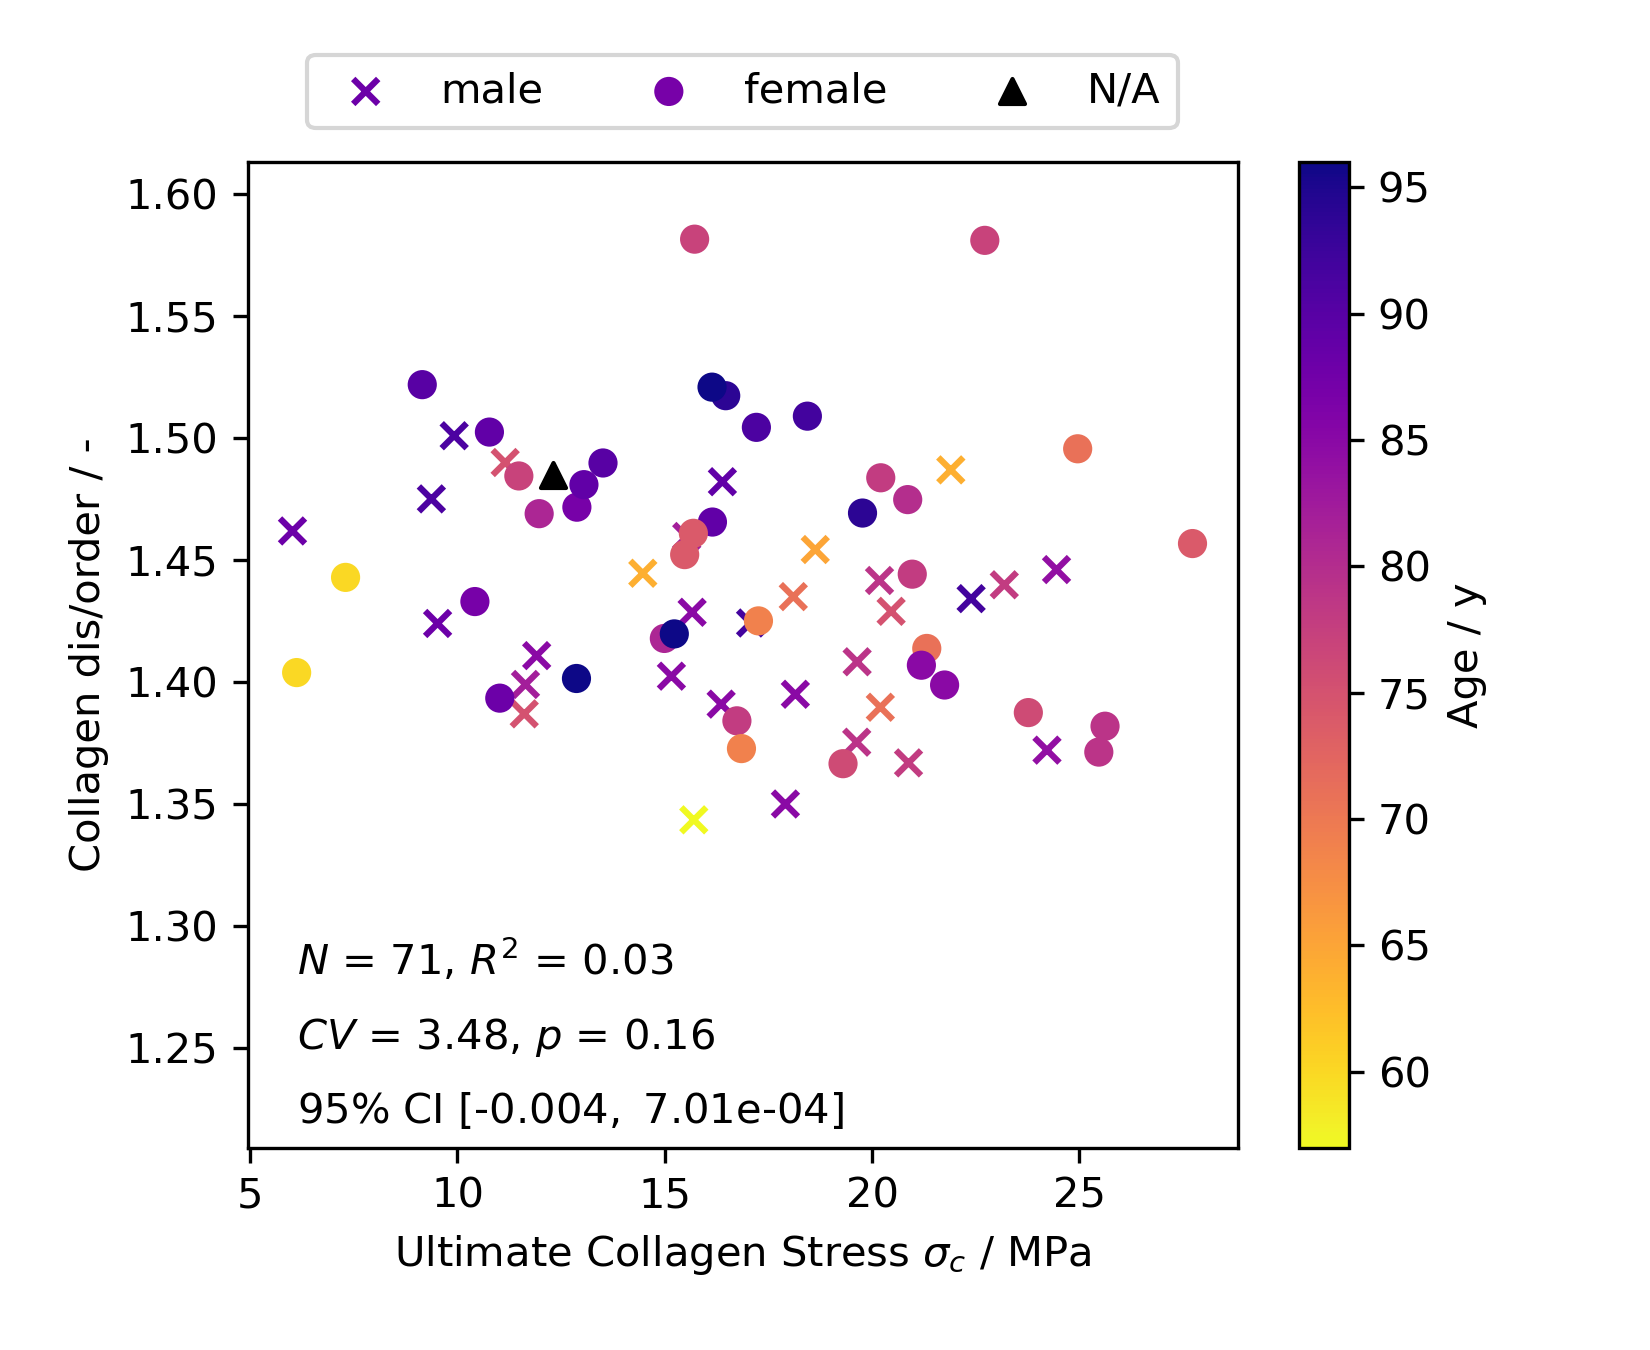 male female N/A
1.60
1.55
1.50
1.45
1.40
1.35
1.30
1.25
Collagen dis/order / -
N = 71, R² = 0.03
CV = 3.48, p = 0.16
95% CI [-0.004, 7.01e-04]
5 10 15 20 25
Ultimate Collagen Stress σ_c / MPa
95
90
85
80
75
70
65
60
Age / y